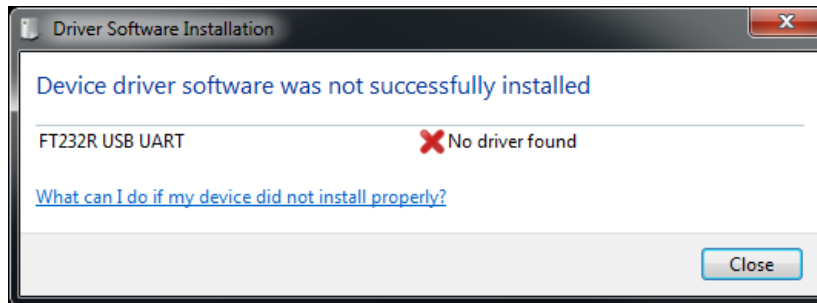 Driver Software Installation
Device driver software was not successfully installed
FT232R USB UART No driver found
What can I do if my device did not install properly?
Close